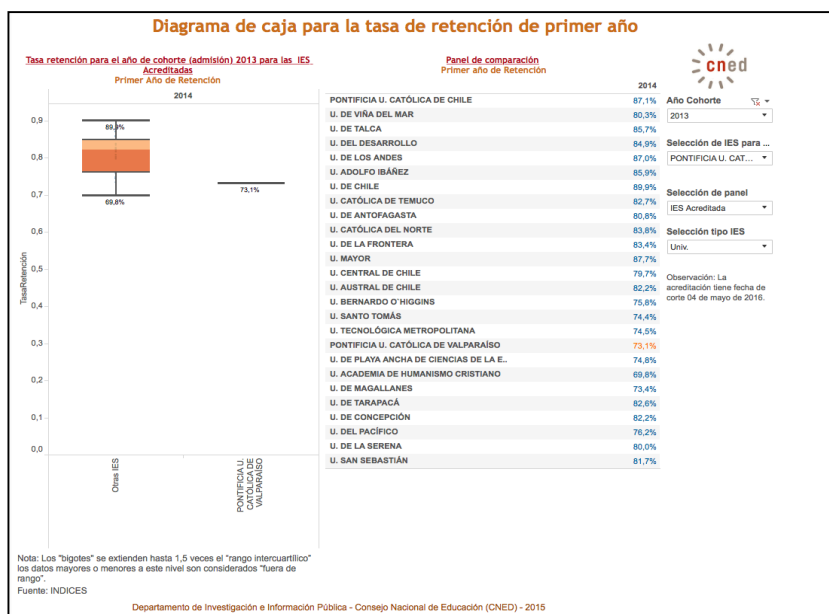 Diagrama de caja para la tasa de retención de primer año
Tasa retención para el año de cohorte (admisión) 2013 para las IES
Acreditadas
Primer Año de Retención
2014
0,9
0,8
0,7
0,6
0,5
0,4
0,3
0,2
0,1
0,0
TasaRetención
89,9%
69,8%
73,1%
Otras IES
PONTIFICIA U.
CATÓLICA DE
VALPARAÍSO
Panel de comparación
Primer año de Retención
2014
PONTIFICIA U. CATÓLICA DE CHILE 87,1%
U. DE VIÑA DEL MAR 80,3%
U. DE TALCA 85,7%
U. DEL DESARROLLO 84,9%
U. DE LOS ANDES 87,0%
U. ADOLFO IBÁÑEZ 85,9%
U. DE CHILE 89,9%
U. CATÓLICA DE TEMUCO 82,7%
U. DE ANTOFAGASTA 80,8%
U. CATÓLICA DEL NORTE 83,8%
U. DE LA FRONTERA 83,4%
U. MAYOR 87,7%
U. CENTRAL DE CHILE 79,7%
U. AUSTRAL DE CHILE 82,2%
U. BERNARDO O`HIGGINS 75,8%
U. SANTO TOMÁS 74,4%
U. TECNOLÓGICA METROPOLITANA 74,5%
PONTIFICIA U. CATÓLICA DE VALPARAÍSO 73,1%
U. DE PLAYA ANCHA DE CIENCIAS DE LA E.. 74,8%
U. ACADEMIA DE HUMANISMO CRISTIANO 69,8%
U. DE MAGALLANES 73,4%
U. DE TARAPACÁ 82,6%
U. DE CONCEPCIÓN 82,2%
U. DEL PACÍFICO 76,2%
U. DE LA SERENA 80,0%
U. SAN SEBASTIÁN 81,7%
cned
Año Cohorte
2013
Selección de IES para ...
PONTIFICIA U. CAT...
Selección de panel
IES Acreditada
Selección tipo IES
Univ.
Observación: La
acreditación tiene fecha de
corte 04 de mayo de 2016.
Nota: Los "bigotes" se extienden hasta 1,5 veces el "rango intercuartílico"
los datos mayores o menores a este nivel son considerados "fuera de
rango".
Fuente: INDICES
Departamento de Investigación e Información Pública - Consejo Nacional de Educación (CNED) - 2015